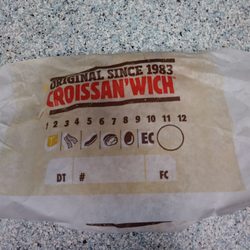 ORIGINAL SINCE 1983
CROISSAN'WICH
1 2 3 4 5 6 7 8 9 10 11 12
EC
DT # FC